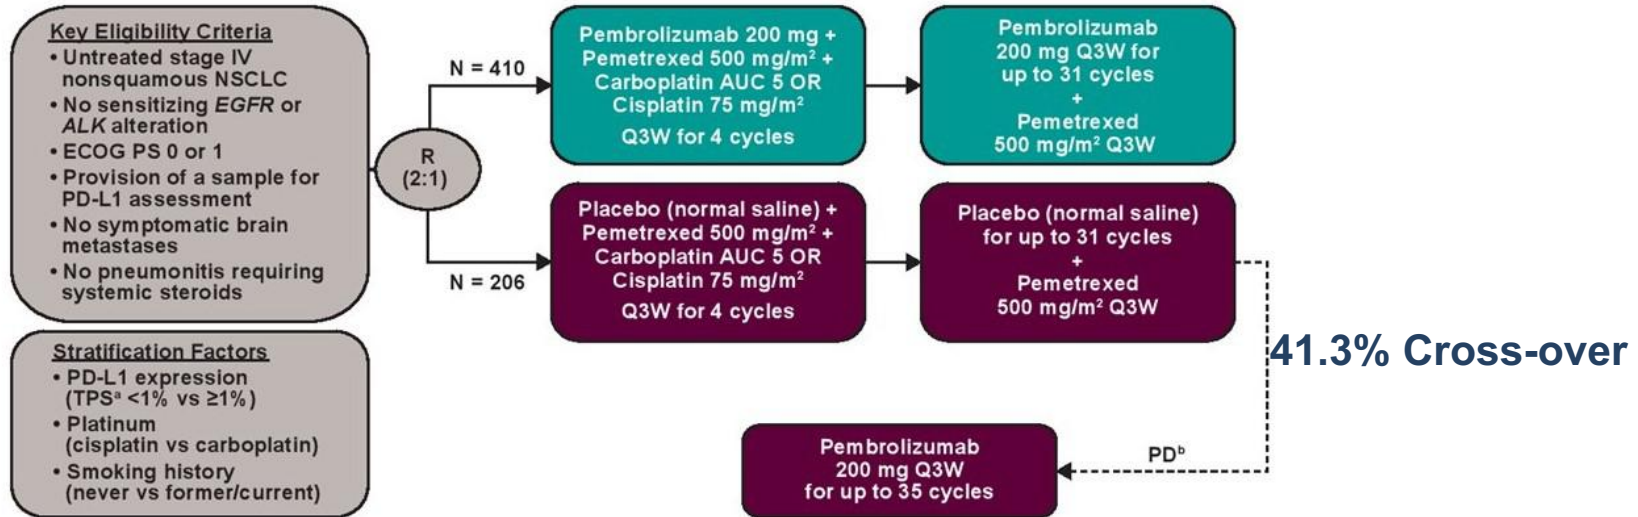 Key Eligibility Criteria
• Untreated stage IV
nonsquamous NSCLC
• No sensitizing EGFR or
ALK alteration
• ECOG PS 0 or 1
• Provision of a sample for
PD-L1 assessment
• No symptomatic brain
metastases
• No pneumonitis requiring
systemic steroids
Stratification Factors
• PD-L1 expression
(TPSᵃ <1% vs ≥1%)
• Platinum
(cisplatin vs carboplatin)
• Smoking history
(never vs former/current)
R
(2:1)
N = 410
Pembrolizumab 200 mg +
Pemetrexed 500 mg/m² +
Carboplatin AUC 5 OR
Cisplatin 75 mg/m²
Q3W for 4 cycles
Pembrolizumab
200 mg Q3W for
up to 31 cycles
+
Pemetrexed
500 mg/m² Q3W
N = 206
Placebo (normal saline) +
Pemetrexed 500 mg/m² +
Carboplatin AUC 5 OR
Cisplatin 75 mg/m²
Q3W for 4 cycles
Placebo (normal saline)
for up to 31 cycles
+
Pemetrexed
500 mg/m² Q3W
41.3% Cross-over
PDᵇ
Pembrolizumab
200 mg Q3W
for up to 35 cycles